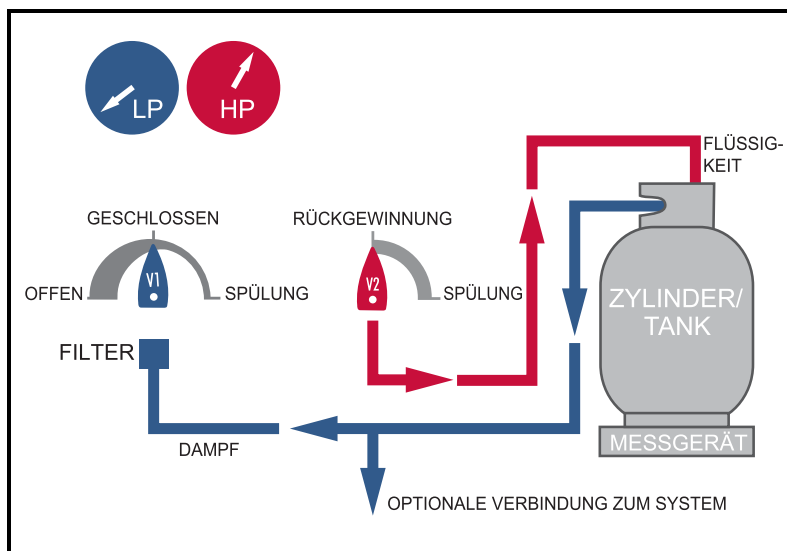 LP
HP
FLÜSSIG-
KEIT
GESCHLOSSEN
RÜCKGEWINNUNG
V1
V2
OFFEN
SPÜLUNG
SPÜLUNG
ZYLINDER/
TANK
FILTER
MESSGERÄT
DAMPF
OPTIONALE VERBINDUNG ZUM SYSTEM